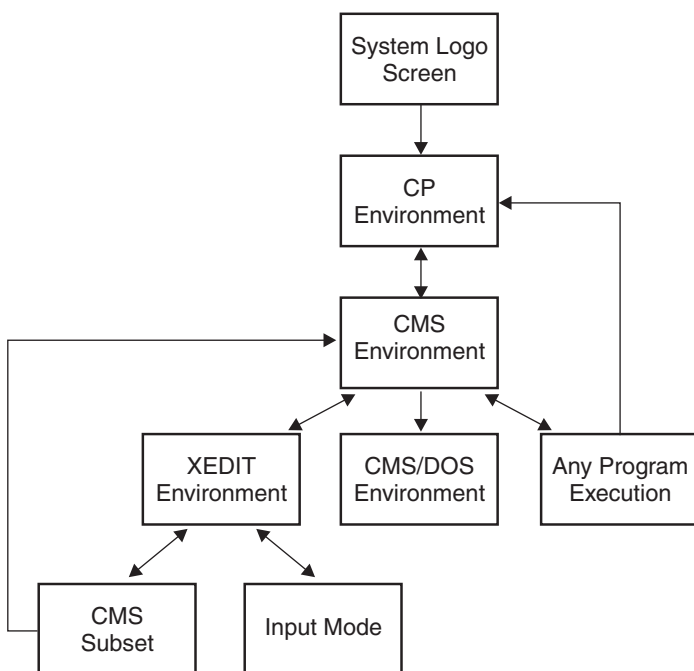 System Logo
Screen
CP
Environment
CMS
Environment
XEDIT
Environment
CMS/DOS
Environment
Any Program
Execution
CMS
Subset
Input Mode